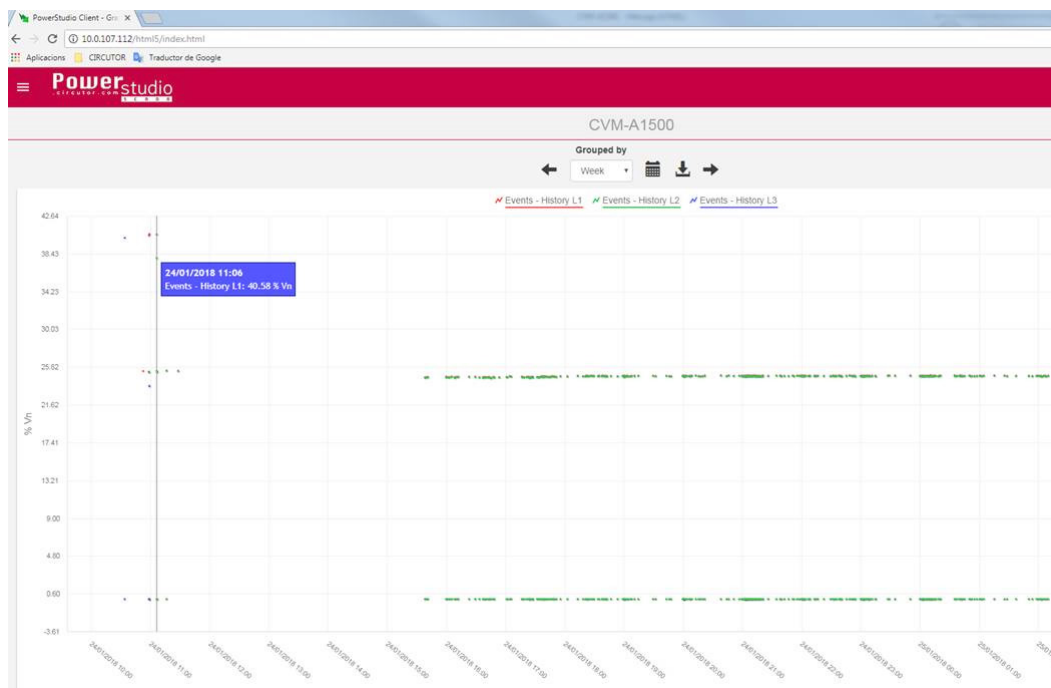 PowerStudio Client - Gr
10.0.107.112/html5/index.html
Aplicacions CIRCUTOR Traductor de Google
Power studio
.circutor.com
CVM-A1500
Grouped by
Week
Events - History L1 Events - History L2 Events - History L3
42.64
38.43
24/01/2018 11:06
Events - History L1: 40.58 % Vn
34.23
30.03
25.82
21.62
% Vn
17.41
13.21
9.00
4.80
0.60
-3.61
24/01/2018 10:00 24/01/2018 11:00 24/01/2018 12:00 24/01/2018 13:00 24/01/2018 14:00 24/01/2018 15:00 24/01/2018 16:00 24/01/2018 17:00 24/01/2018 18:00 24/01/2018 19:00 24/01/2018 20:00 24/01/2018 21:00 24/01/2018 22:00 24/01/2018 23:00 25/01/2018 00:00 25/01/2018 01:00